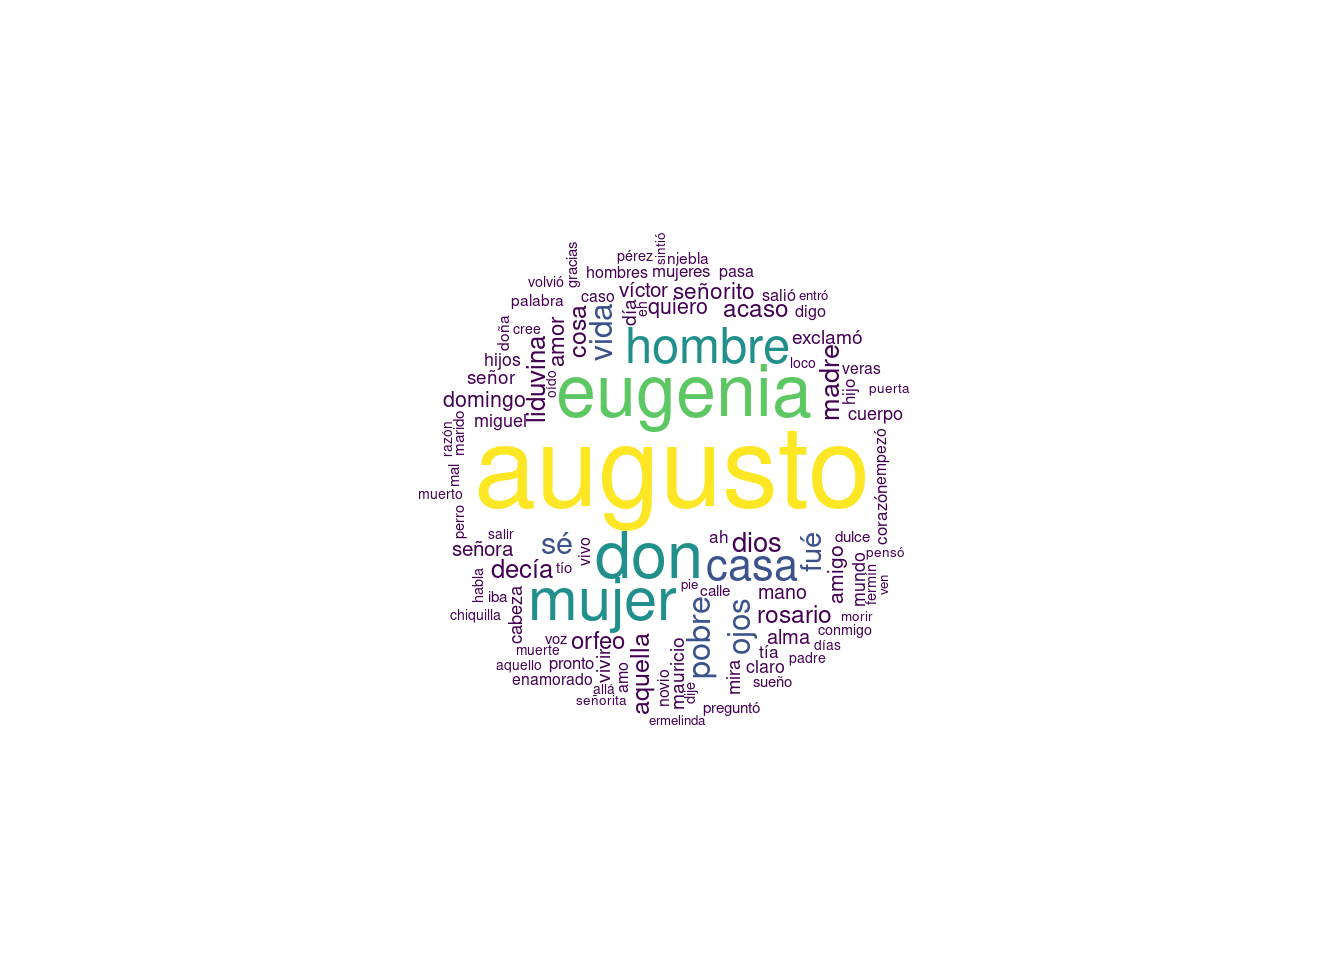 sintió
pérez
gracias
njebla
hombres
mujeres
pasa
volvió
caso
víctor
señorito
salió
entró
palabra
día
eh
quiero
acaso
digo
doña
cree
amor
cosa
vida
hombre
exclamó
hijos
liduvina
oído
eugenia
loco
madre
veras
señor
hijo
puerta
domingo
miguel
cuerpo
razón
marido
augusto
empezó
corazón
mal
muerto
perro
salir
señora
sé
vivo
don
ah
dios
casa
fué
dulce
pensó
decía
tío
amigo
mundo
fermín
ven
habla
iba
mujer
pie
calle
mano
chiquilla
cabeza
pobre
ojos
rosario
morir
conmigo
voz
orfeo
alma
días
muerte
vivir
aquella
tía
padre
aquello
pronto
mauricio
mira
claro
enamorado
amo
novio
dije
sueño
allá
señorita
preguntó
ermelinda